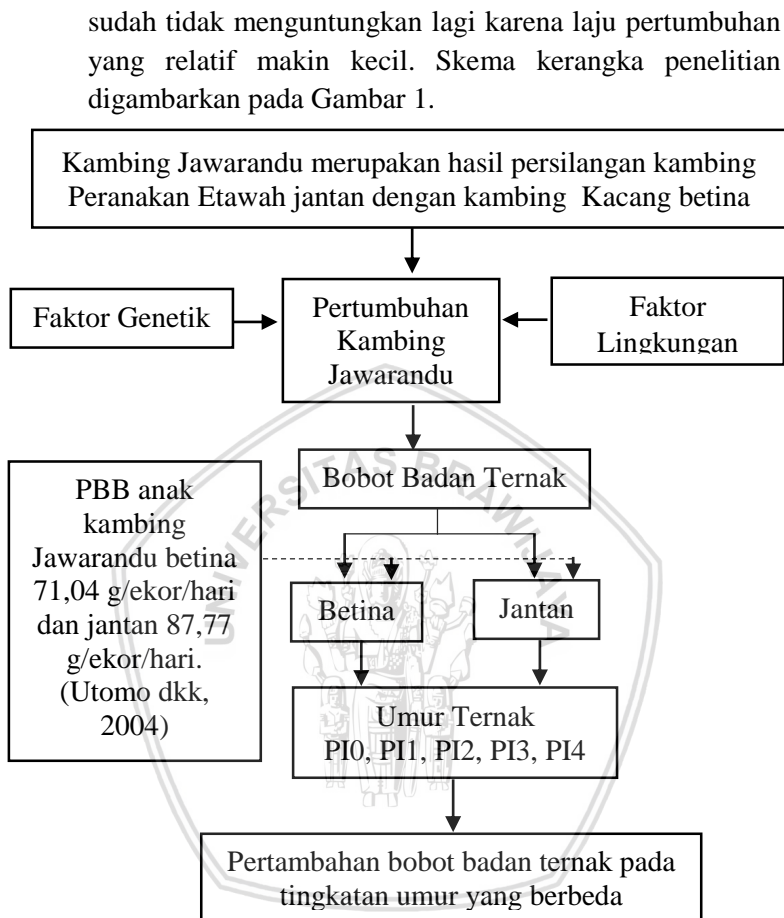 sudah tidak menguntungkan lagi karena laju pertumbuhan
yang relatif makin kecil. Skema kerangka penelitian
digambarkan pada Gambar 1.
Kambing Jawarandu merupakan hasil persilangan kambing
Peranakan Etawah jantan dengan kambing Kacang betina
Faktor Genetik
Pertumbuhan
Kambing
Jawarandu
Faktor
Lingkungan
Bobot Badan Ternak
PBB anak
kambing
Jawarandu betina
71,04 g/ekor/hari
dan jantan 87,77
g/ekor/hari.
(Utomo dkk,
2004)
Betina
Jantan
Umur Ternak
PI0, PI1, PI2, PI3, PI4
Pertambahan bobot badan ternak pada
tingkatan umur yang berbeda
UNIVERSITAS BRAWIJAYA